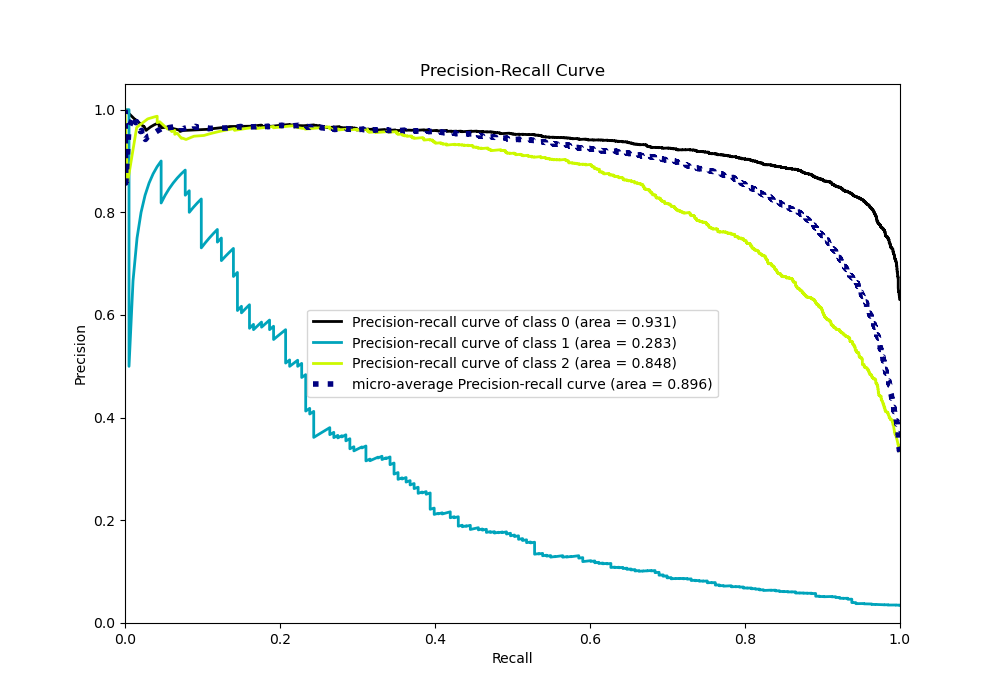 Precision-Recall Curve
1.0
0.8
0.6
0.4
0.2
0.0
Precision
Precision-recall curve of class 0 (area = 0.931)
Precision-recall curve of class 1 (area = 0.283)
Precision-recall curve of class 2 (area = 0.848)
micro-average Precision-recall curve (area = 0.896)
0.0 0.2 0.4 0.6 0.8 1.0
Recall